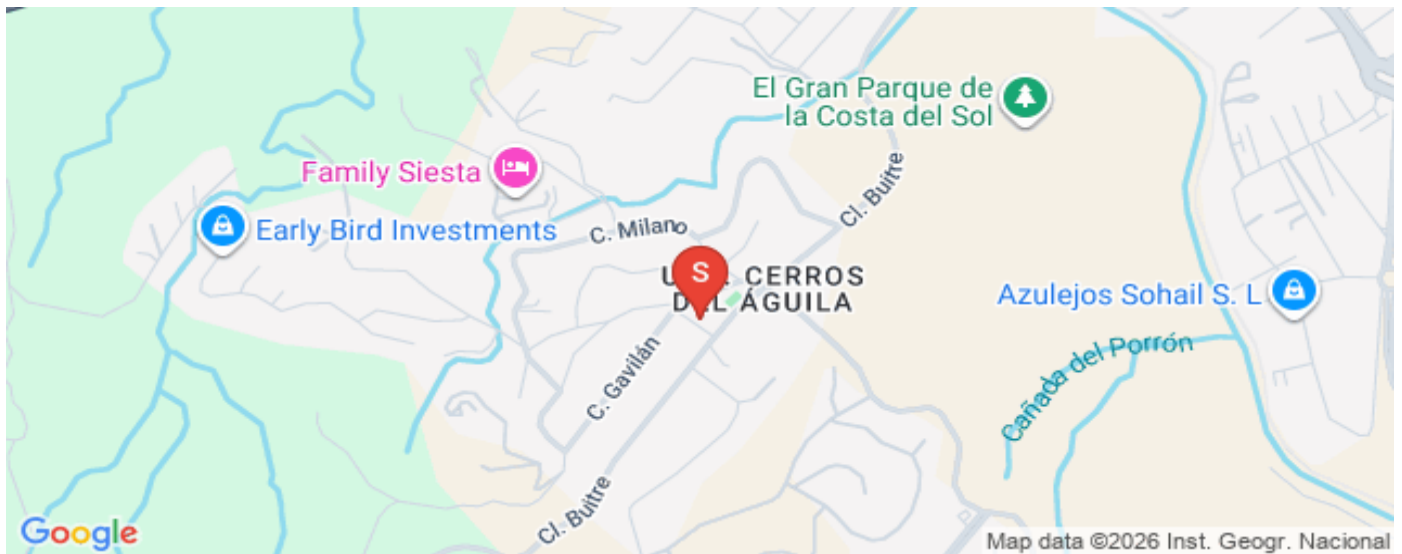 El Gran Parque de
la Costa del Sol
Family Siesta
Cl. Buitre
Early Bird Investments
C. Milano
S
CERROS
DEL ÁGUILA
Azulejos Sohail S. L
Cañada del Porrón
C. Gavilán
Cl. Buitre
Google
Map data ©2026 Inst. Geogr. Nacional